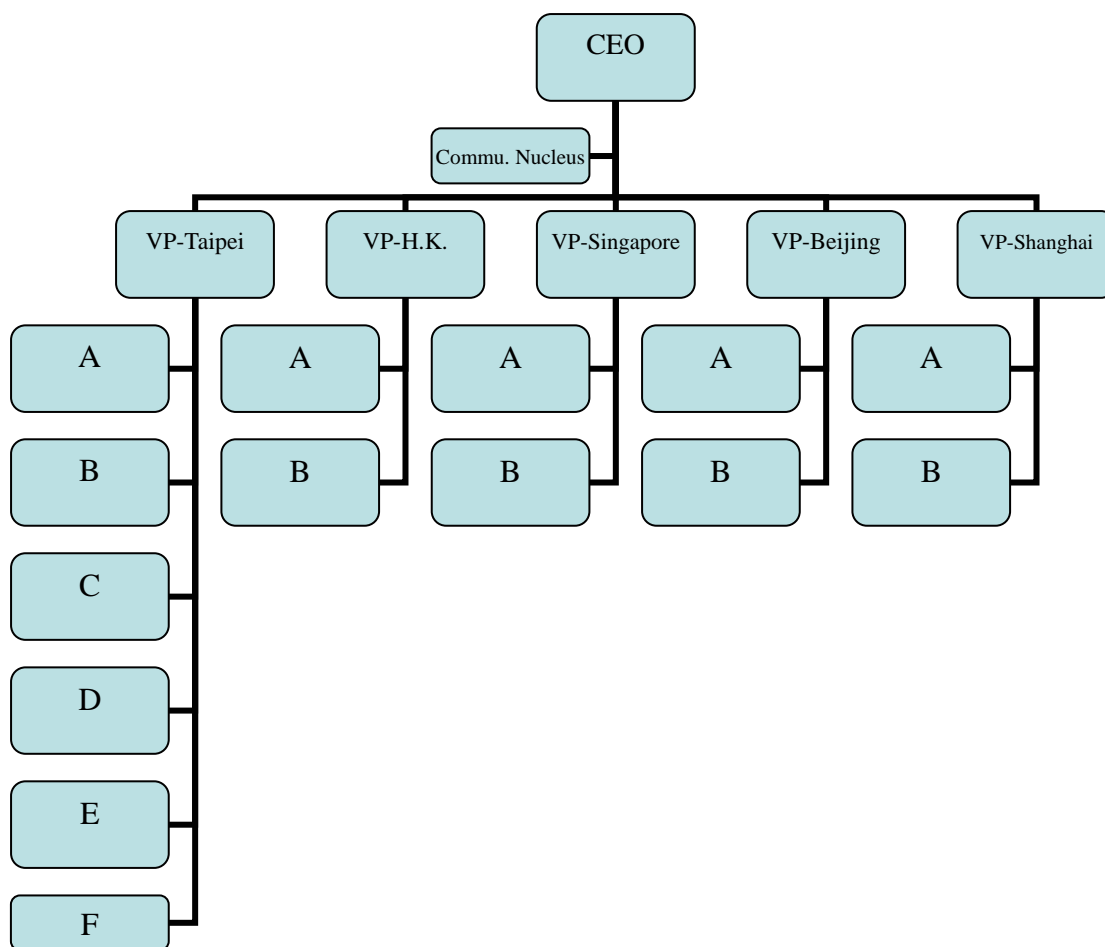 CEO
Commu. Nucleus
VP-Taipei
VP-H.K.
VP-Singapore
VP-Beijing
VP-Shanghai
A
A
A
A
A
B
B
B
B
B
C
D
E
F